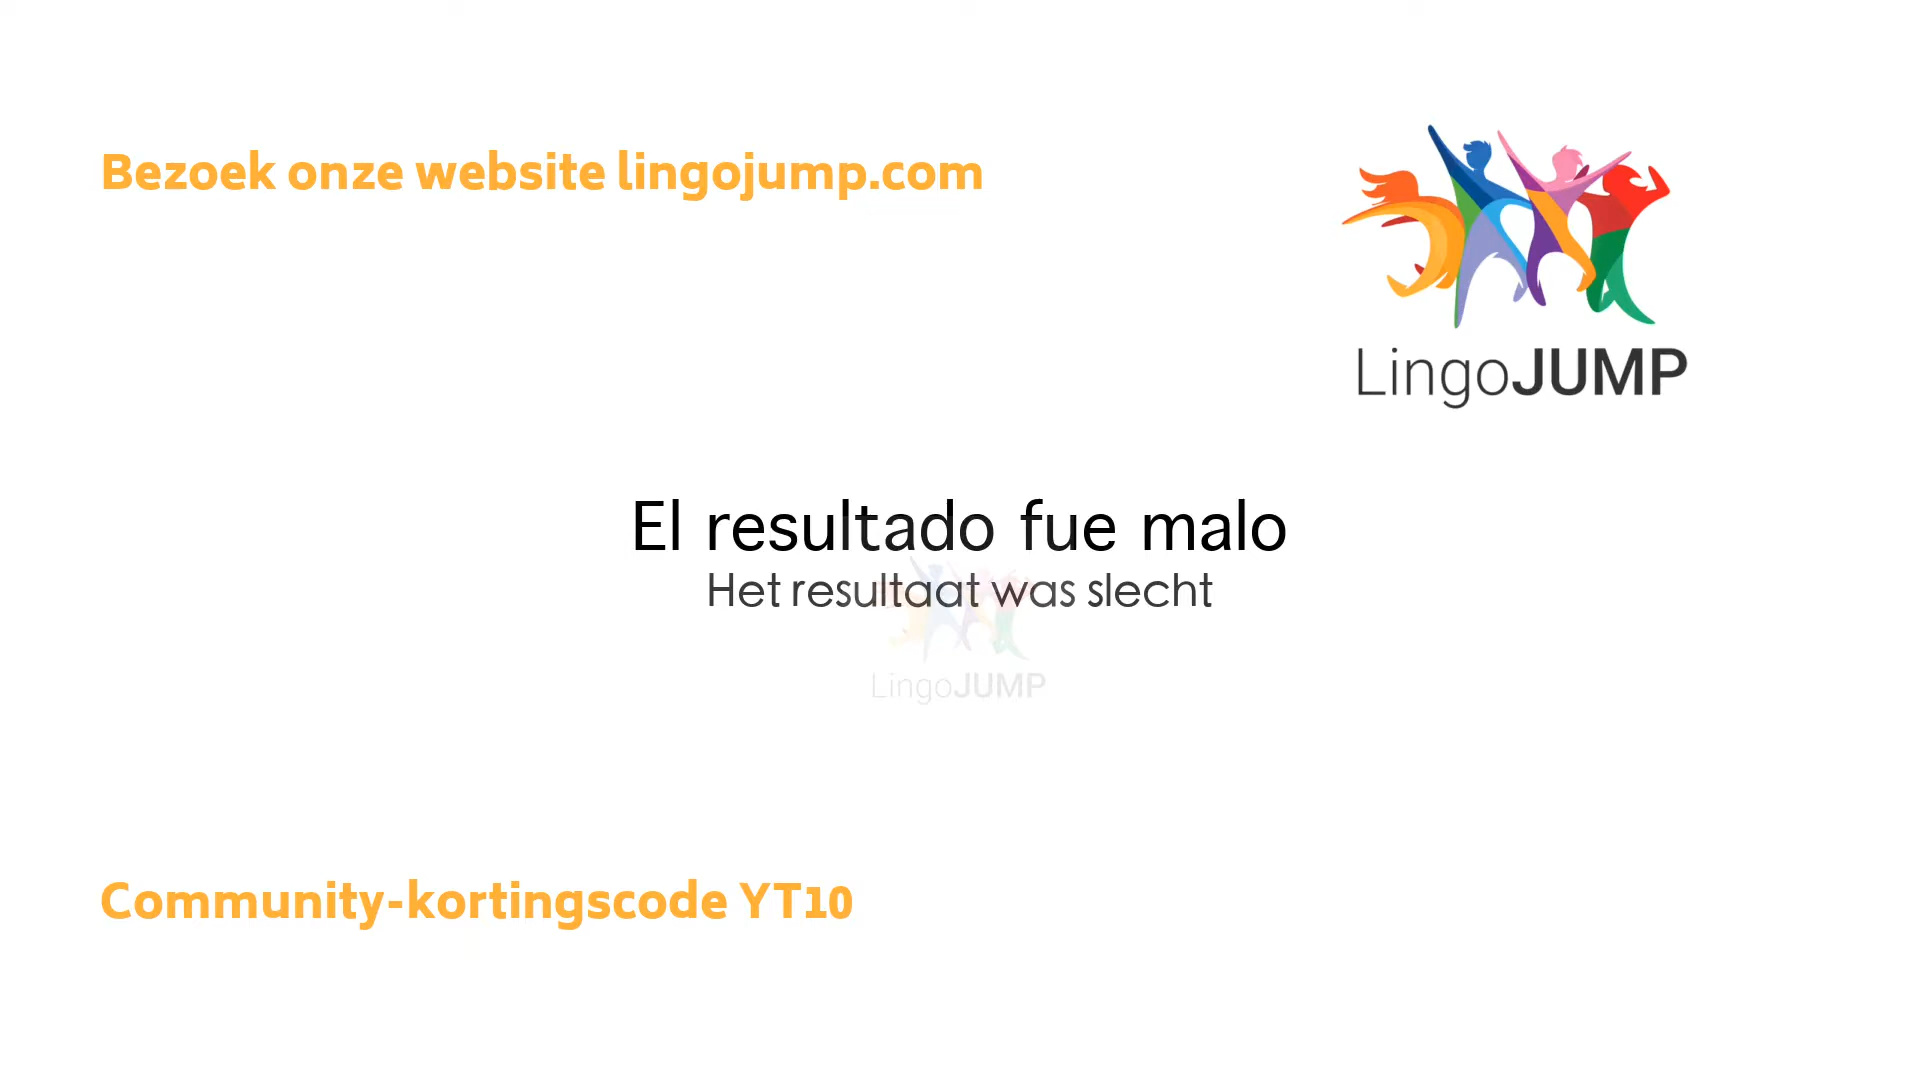 Bezoek onze website lingojump.com
LingoJUMP
El resultado fue malo
Het resultaat was slecht
LingoJUMP
Community-kortingscode YT10